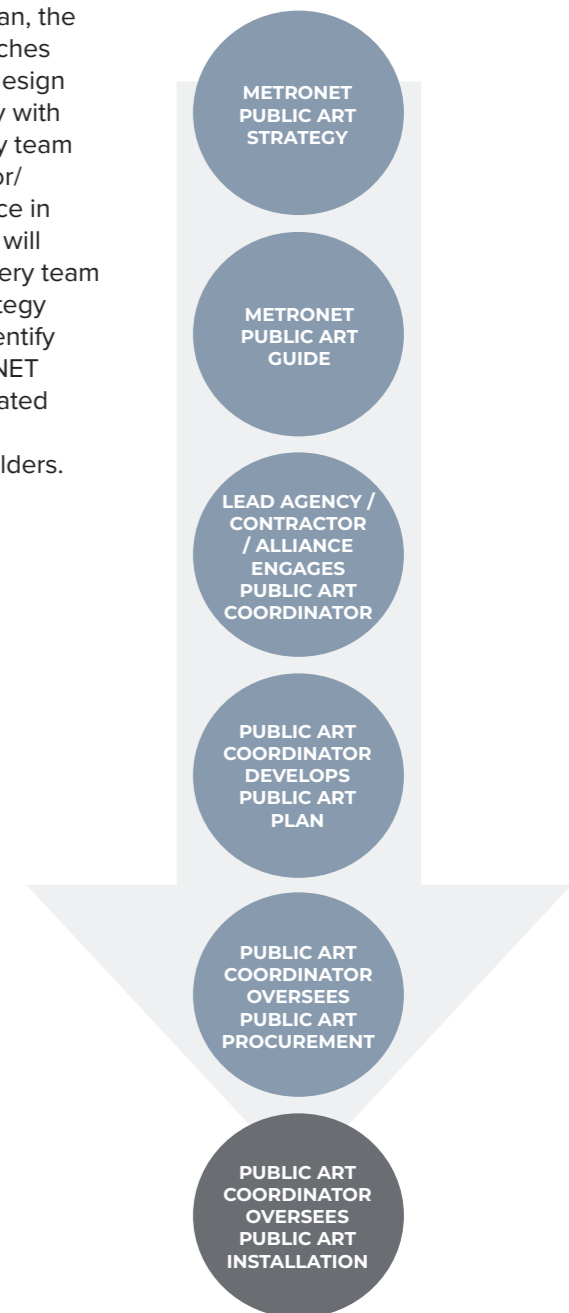 an, the
ches
esign
y with
y team
or/
ce in
will
ery team
tegy
entify
NET
ated
lders.
METRONET
PUBLIC ART
STRATEGY
METRONET
PUBLIC ART
GUIDE
LEAD AGENCY /
CONTRACTOR
/ ALLIANCE
ENGAGES
PUBLIC ART
COORDINATOR
PUBLIC ART
COORDINATOR
DEVELOPS
PUBLIC ART
PLAN
PUBLIC ART
COORDINATOR
OVERSEES
PUBLIC ART
PROCUREMENT
PUBLIC ART
COORDINATOR
OVERSEES
PUBLIC ART
INSTALLATION